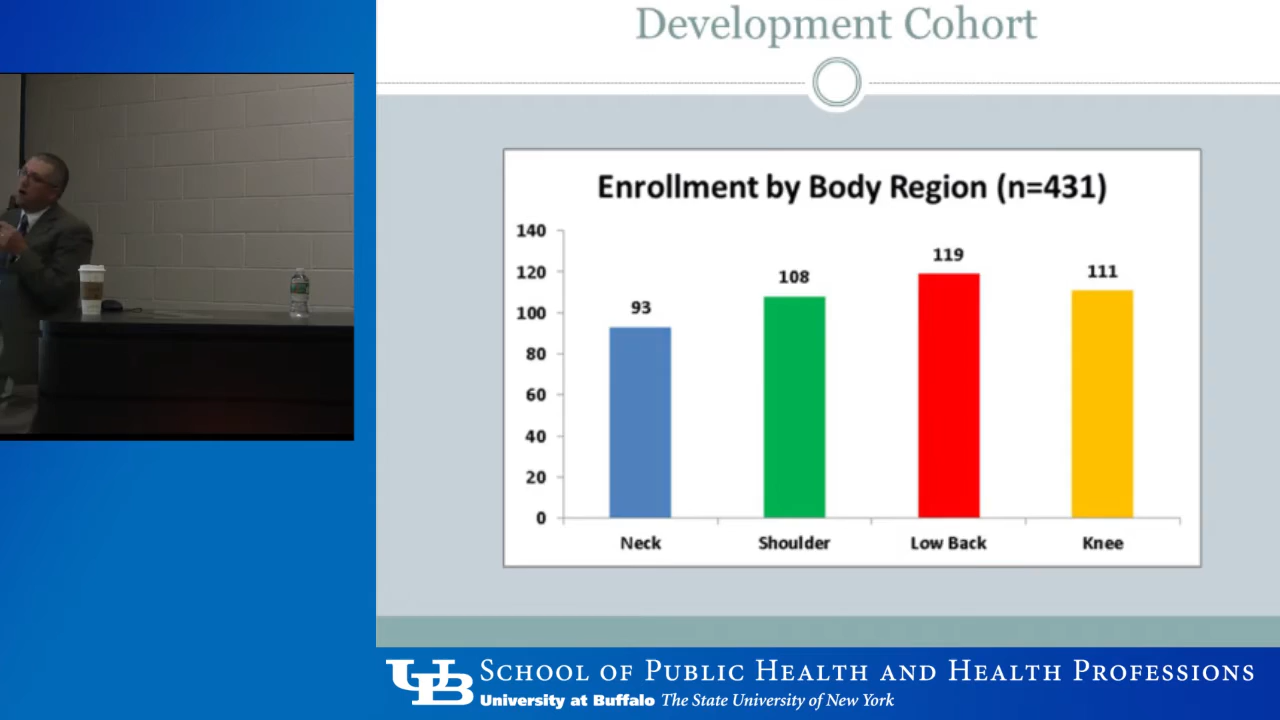 Development Cohort
Enrollment by Body Region (n=431)
140
120
100
80
60
40
20
0
93
108
119
111
Neck
Shoulder
Low Back
Knee
UB
SCHOOL OF PUBLIC HEALTH AND HEALTH PROFESSIONS
University at Buffalo The State University of New York